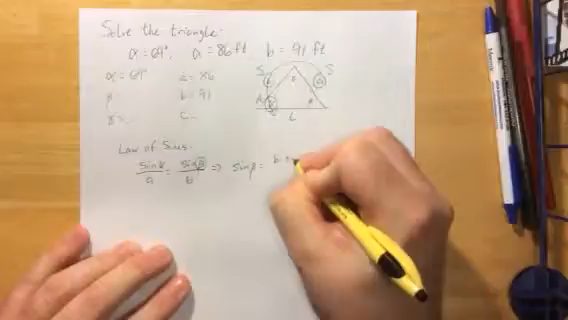 Solve the triangle:
α = 69°, a = 86 ft b = 91 ft
α = 69° a = 86
β = b = 91
γ = c =
S S
A
c
Law of Sines:
sinα/a = sinβ/b ⇒ sinβ = b